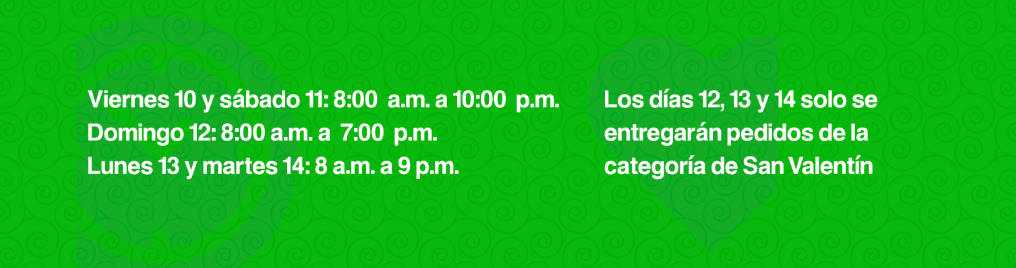 Viernes 10 y sábado 11: 8:00 a.m. a 10:00 p.m.
Domingo 12: 8:00 a.m. a 7:00 p.m.
Lunes 13 y martes 14: 8 a.m. a 9 p.m.
Los días 12, 13 y 14 solo se
entregarán pedidos de la
categoría de San Valentín